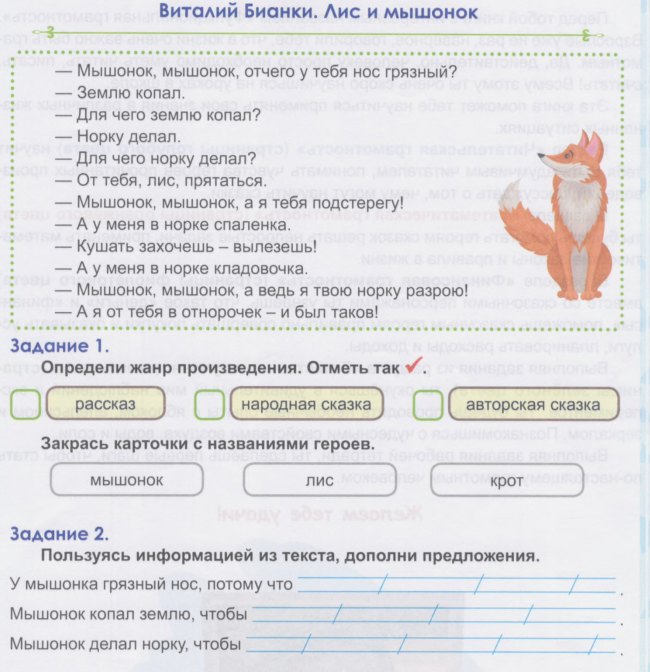 Виталий Бианки. Лис и мышонок
— Мышонок, мышонок, отчего у тебя нос грязный?
— Землю копал.
— Для чего землю копал?
— Норку делал.
— Для чего норку делал?
— От тебя, лис, прятаться.
— Мышонок, мышонок, а я тебя подстерегу!
— А у меня в норке спаленка.
— Кушать захочешь – вылезешь!
— А у меня в норке кладовочка.
— Мышонок, мышонок, а ведь я твою норку разрою!
— А я от тебя в отнорочек – и был таков!
Задание 1.
Определи жанр произведения. Отметь так ✓
рассказ народная сказка авторская сказка
Закрась карточки с названиями героев.
мышонок лис крот
Задание 2.
Пользуясь информацией из текста, дополни предложения.
У мышонка грязный нос, потому что .
Мышонок копал землю, чтобы .
Мышонок делал норку, чтобы .